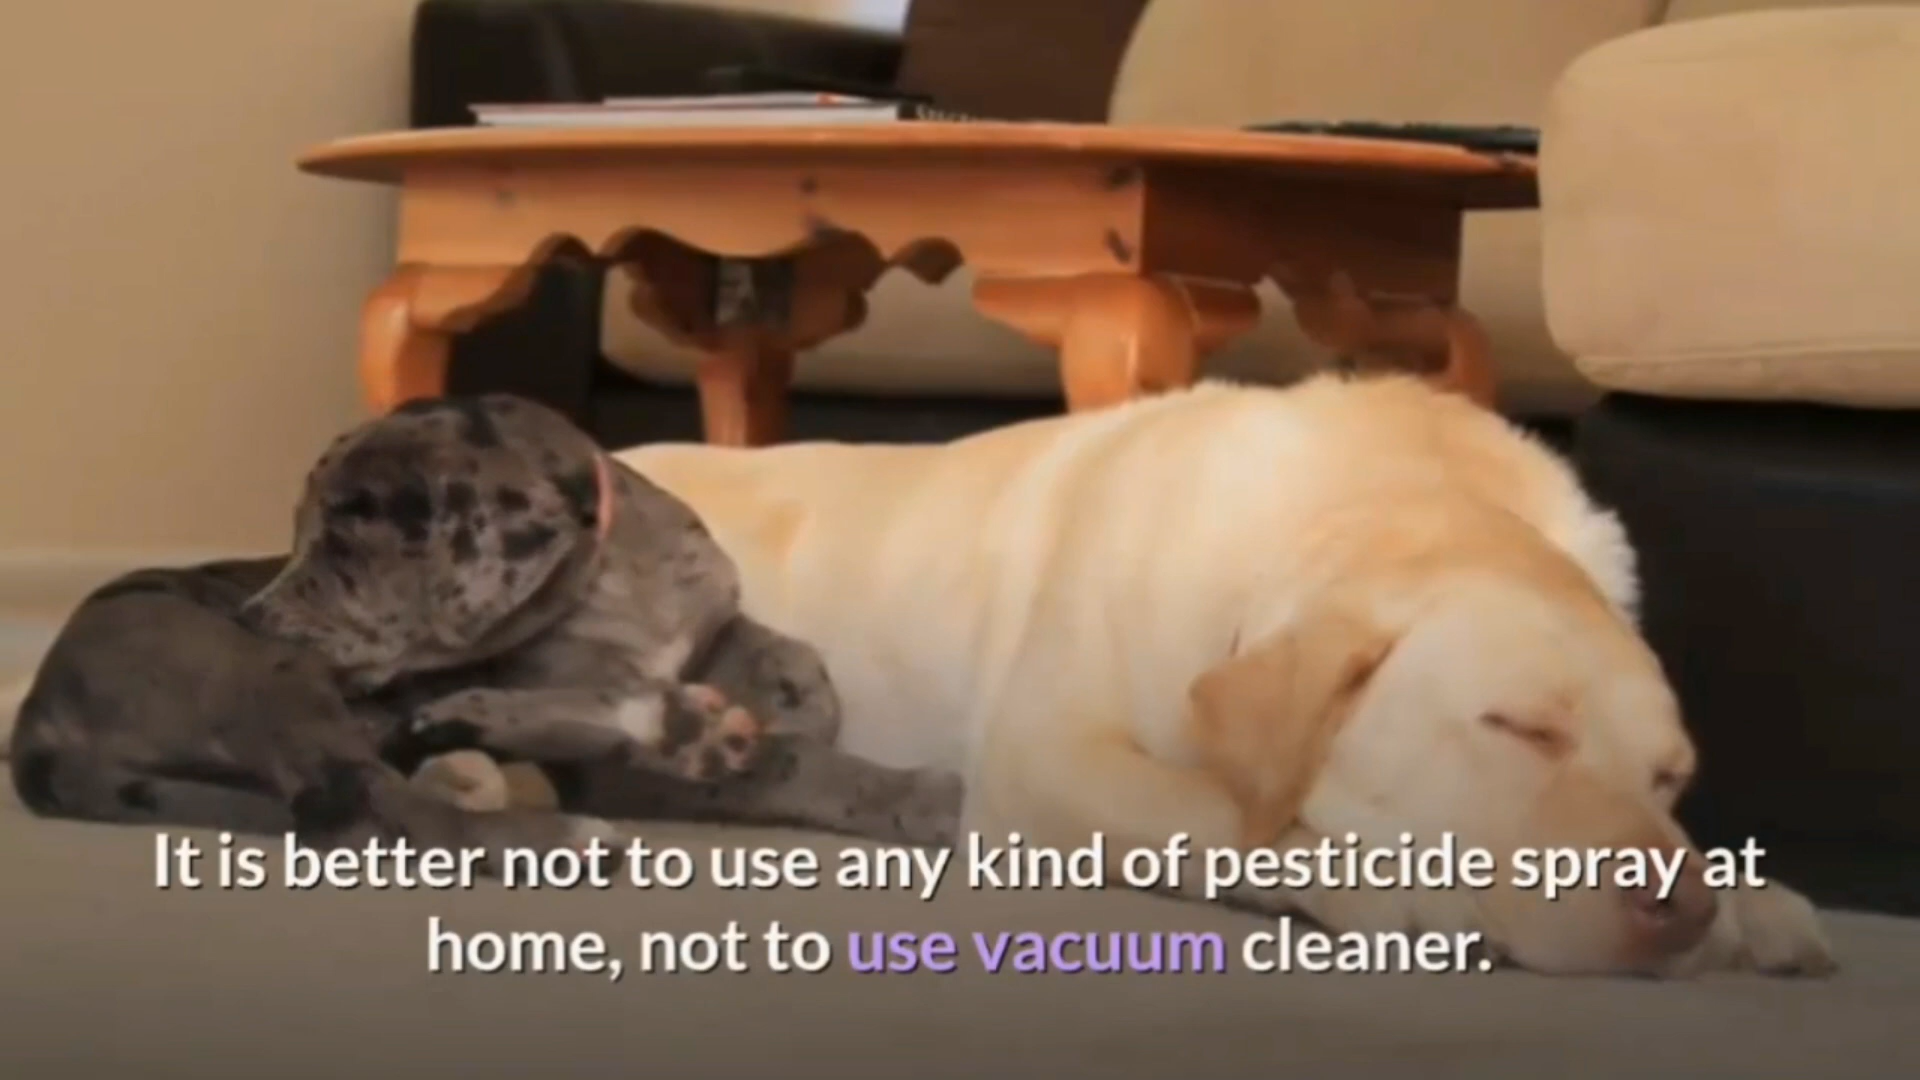 It is better not to use any kind of pesticide spray at
home, not to use vacuum cleaner.